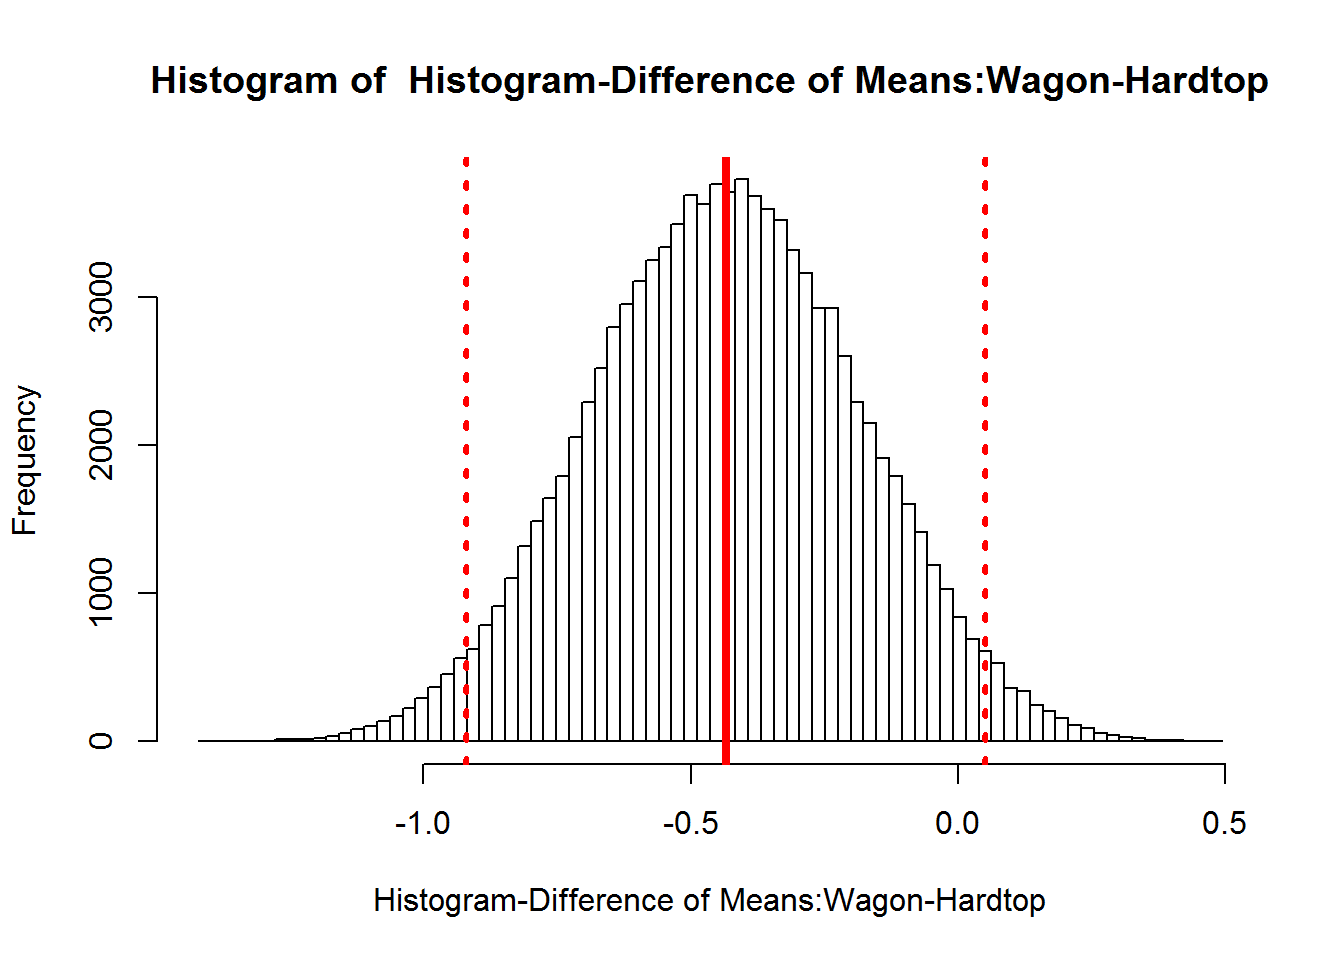 Histogram of  Histogram-Difference of Means:Wagon-Hardtop
Frequency
3000
2000
1000
0
-1.0 -0.5 0.0 0.5
Histogram-Difference of Means:Wagon-Hardtop